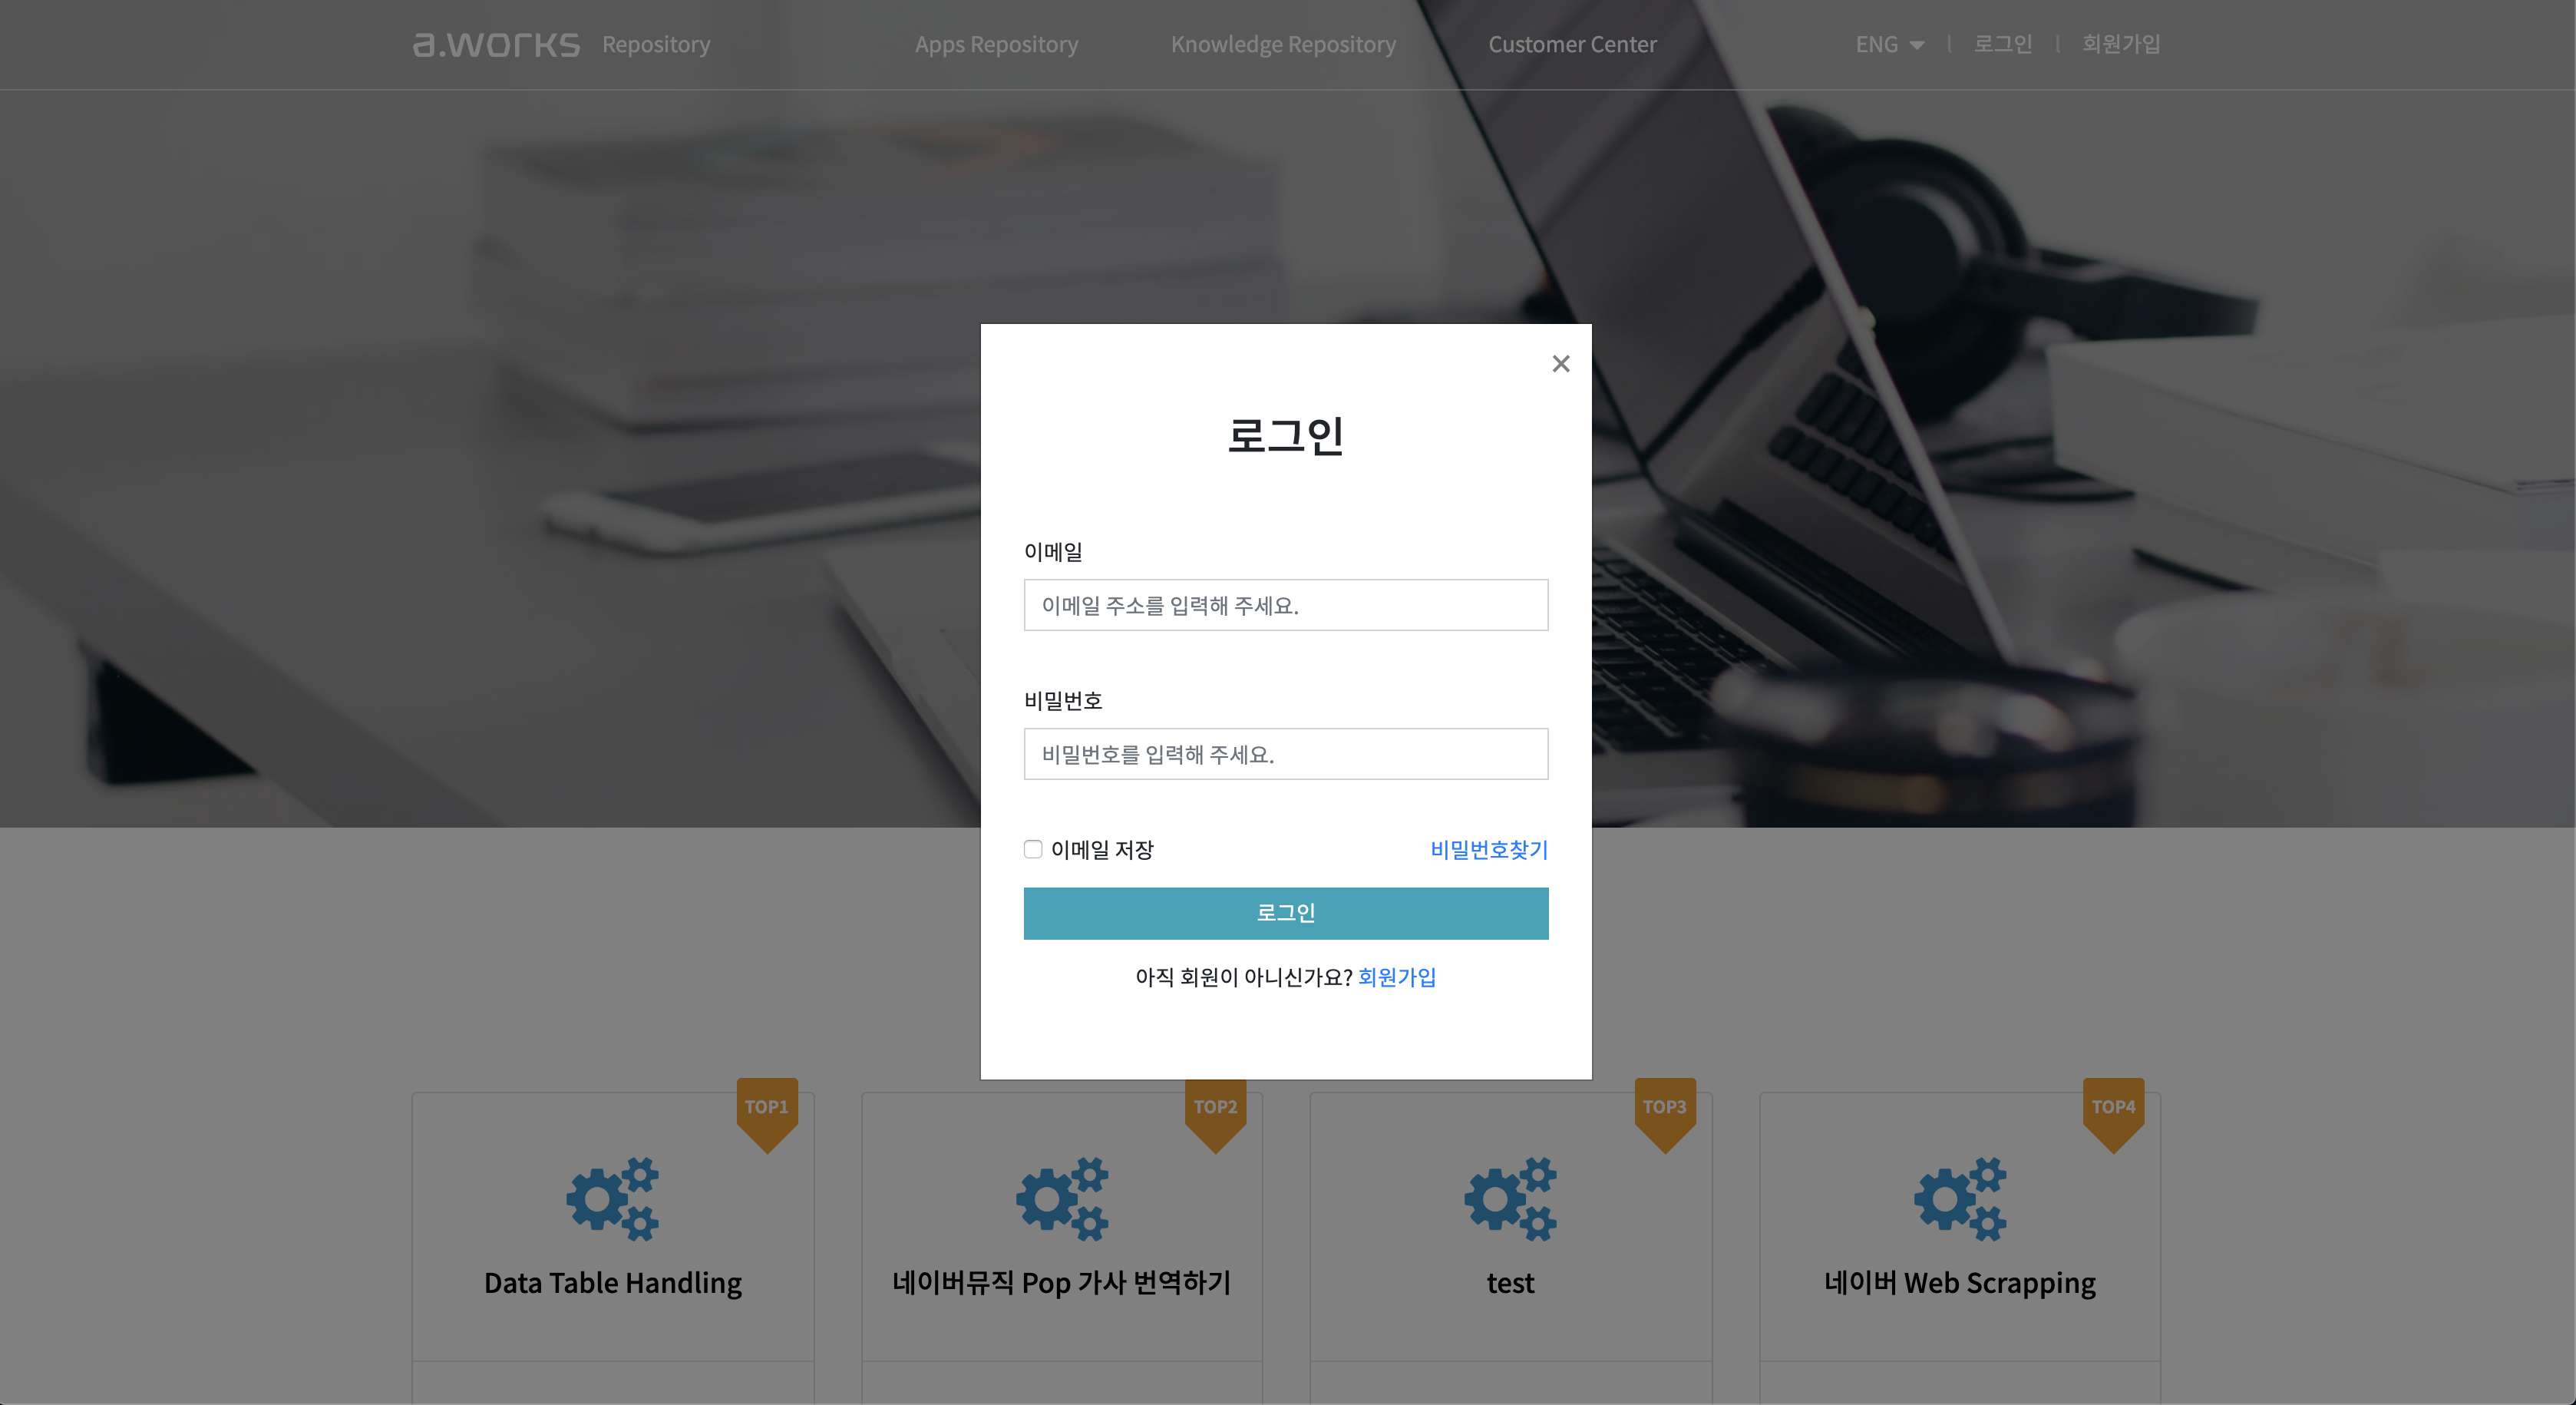 a.works Repository Apps Repository Knowledge Repository Customer Center ENG 로그인 회원가입
로그인
이메일
이메일 주소를 입력해 주세요.
비밀번호
비밀번호를 입력해 주세요.
이메일 저장 비밀번호찾기
로그인
아직 회원이 아니신가요? 회원가입
TOP1 TOP2 TOP3 TOP4
Data Table Handling 네이버뮤직 Pop 가사 번역하기 test 네이버 Web Scrapping